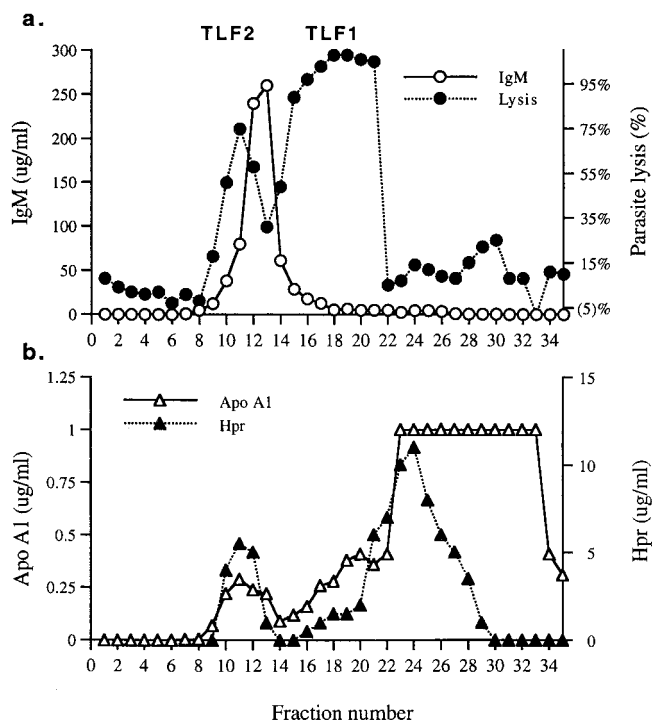 a.
TLF2 TLF1
300
250
200
150
100
50
0
IgM (ug/ml)
IgM
Lysis
95%
75%
55%
35%
15%
(5)%
Parasite lysis (%)
0 2 4 6 8 10 12 14 16 18 20 22 24 26 28 30 32 34
b.
1.25
1
0.75
0.5
0.25
0
Apo A1 (ug/ml)
Apo A1
Hpr
15
10
5
0
Hpr (ug/ml)
0 2 4 6 8 10 12 14 16 18 20 22 24 26 28 30 32 34
Fraction number